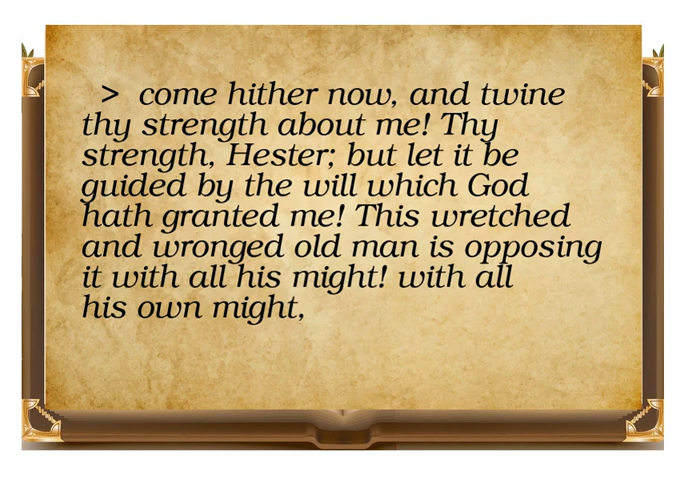 > come hither now, and twine
thy strength about me! Thy
strength, Hester; but let it be
guided by the will which God
hath granted me! This wretched
and wronged old man is opposing
it with all his might! with all
his own might,